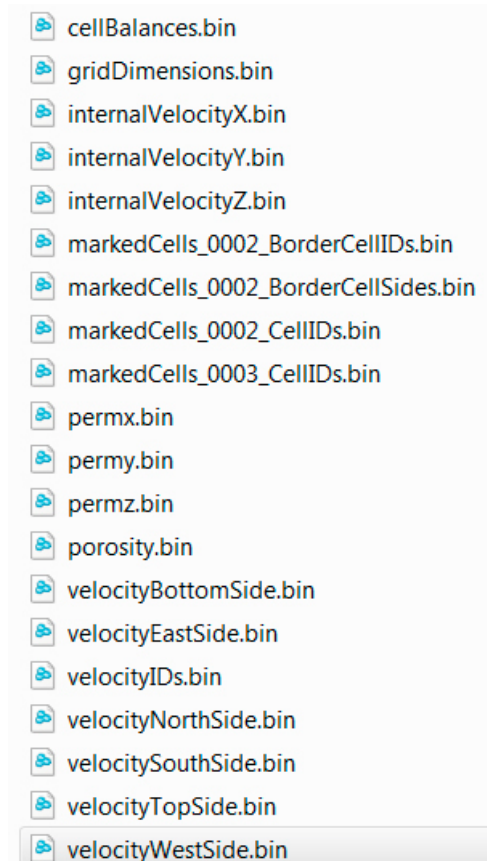 cellBalances.bin
gridDimensions.bin
internalVelocityX.bin
internalVelocityY.bin
internalVelocityZ.bin
markedCells_0002_BorderCellIDs.bin
markedCells_0002_BorderCellSides.bin
markedCells_0002_CellIDs.bin
markedCells_0003_CellIDs.bin
permx.bin
permy.bin
permz.bin
porosity.bin
velocityBottomSide.bin
velocityEastSide.bin
velocityIDs.bin
velocityNorthSide.bin
velocitySouthSide.bin
velocityTopSide.bin
velocityWestSide.bin